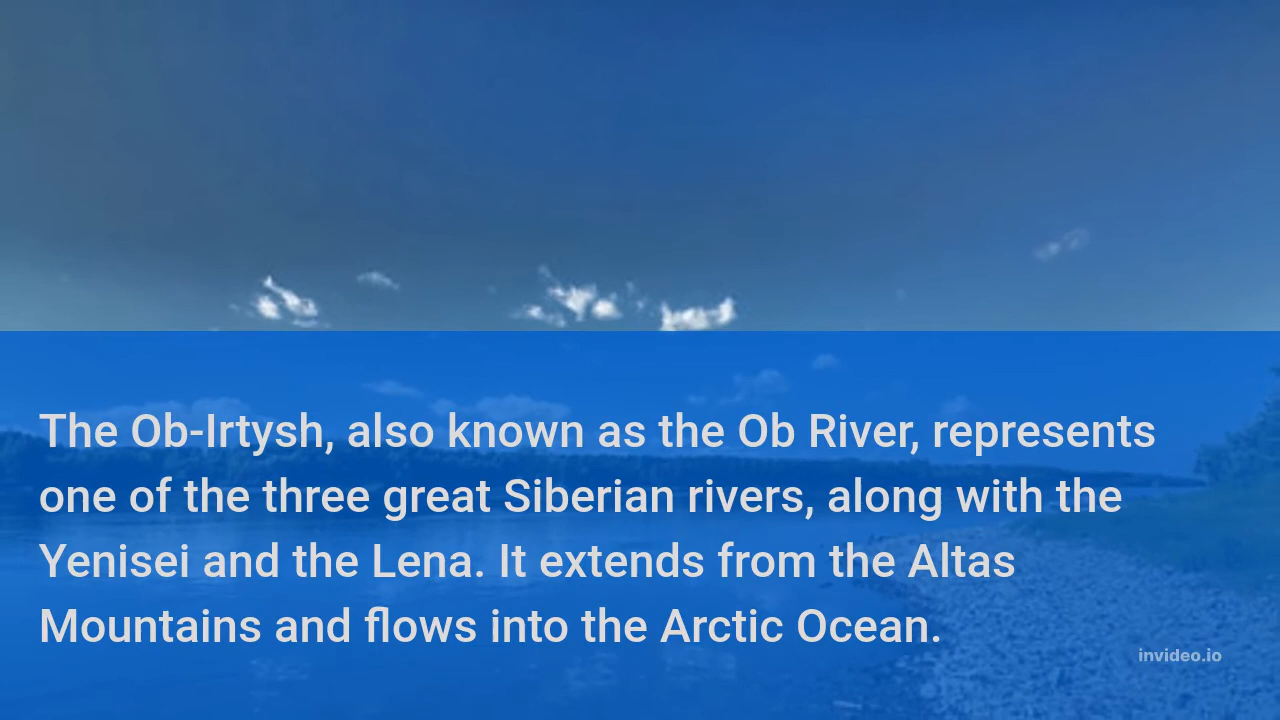 The Ob-Irtysh, also known as the Ob River, represents
one of the three great Siberian rivers, along with the
Yenisei and the Lena. It extends from the Altas
Mountains and flows into the Arctic Ocean.
invideo.io